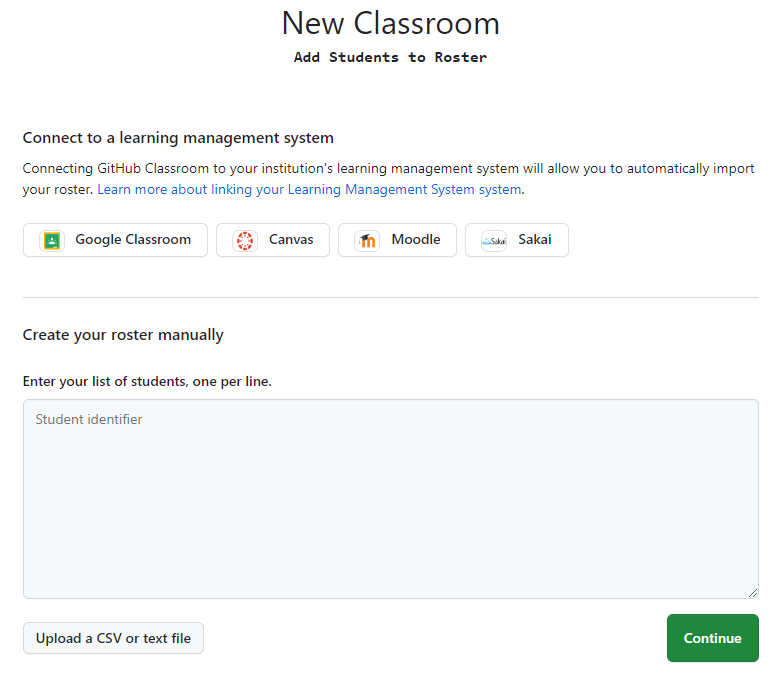 New Classroom
Add Students to Roster
Connect to a learning management system
Connecting GitHub Classroom to your institution's learning management system will allow you to automatically import
your roster. Learn more about linking your Learning Management System system.
Google Classroom Canvas Moodle Sakai Sakai
Create your roster manually
Enter your list of students, one per line.
Student identifier
Upload a CSV or text file Continue